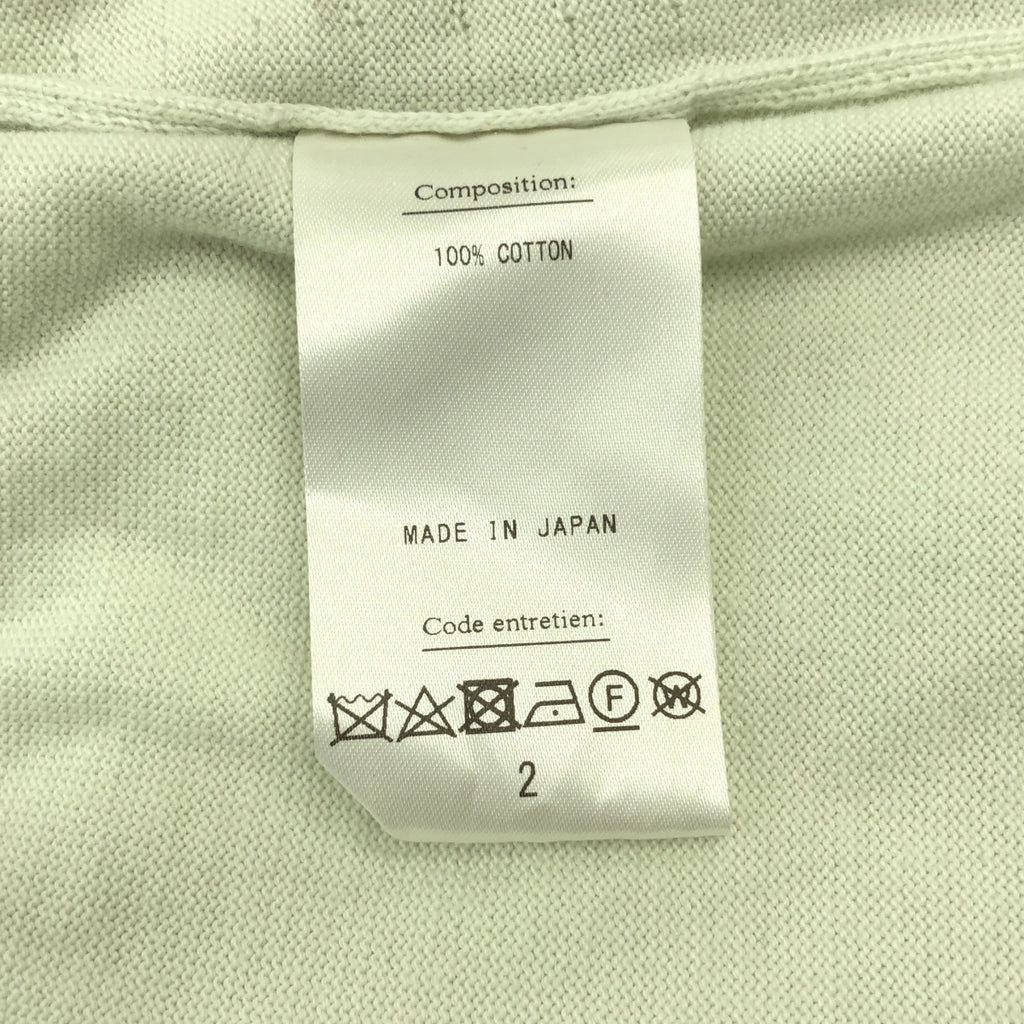 Composition:
100% COTTON
MADE IN JAPAN
Code entretien:
F W
2